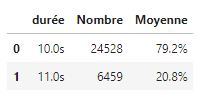 durée Nombre Moyenne
0 10.0s 24528 79.2%
1 11.0s 6459 20.8%